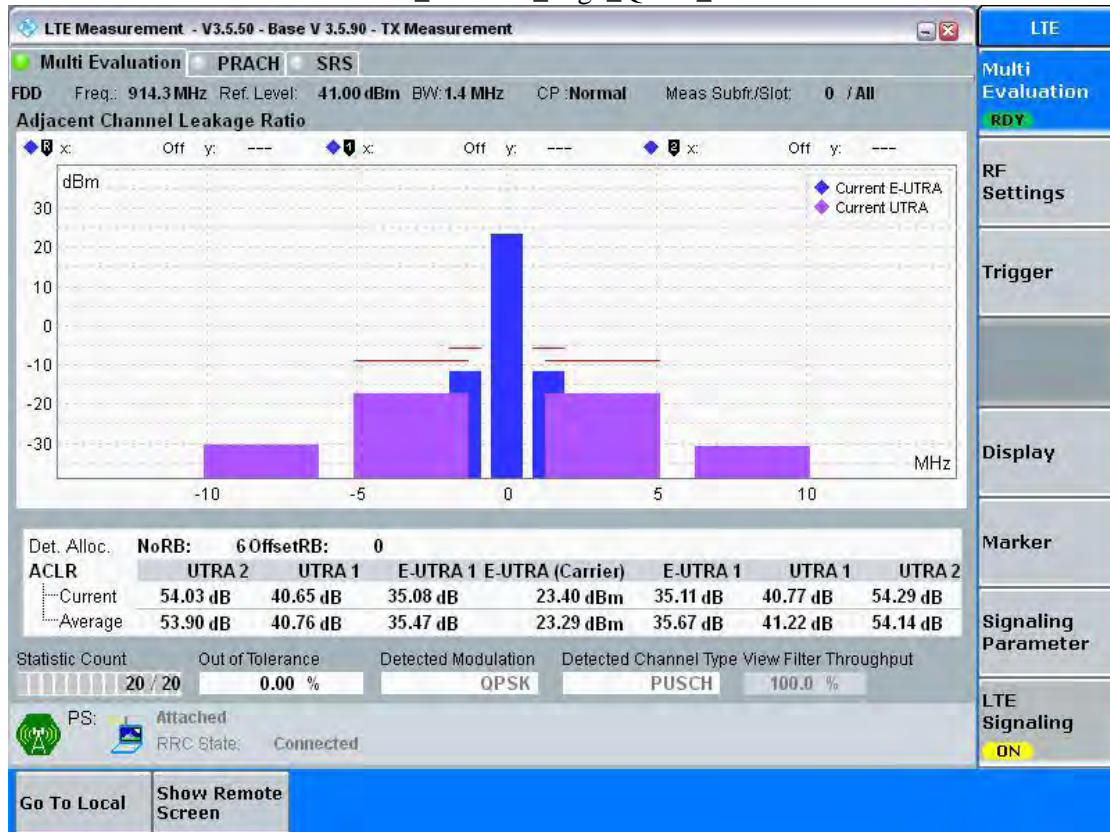 LTE Measurement - V3.5.50 - Base V 3.5.90 - TX Measurement
LTE
Multi Evaluation PRACH SRS
Multi
Evaluation
RDY
FDD Freq.: 914.3 MHz Ref. Level: 41.00 dBm BW: 1.4 MHz CP : Normal Meas Subfr./Slot: 0 / All
Adjacent Channel Leakage Ratio
R x: Off y: --- 1 x: Off y: --- 2 x: Off y: ---
dBm
Current E-UTRA
Current UTRA
30
20
10
0
-10
-20
-30
MHz
-10 -5 0 5 10
RF
Settings
Trigger
Display
Marker
Signaling
Parameter
LTE
Signaling
ON
Det. Alloc. NoRB: 6 OffsetRB: 0
ACLR UTRA 2 UTRA 1 E-UTRA 1 E-UTRA (Carrier) E-UTRA 1 UTRA 1 UTRA 2
Current 54.03 dB 40.65 dB 35.08 dB 23.40 dBm 35.11 dB 40.77 dB 54.29 dB
Average 53.90 dB 40.76 dB 35.47 dB 23.29 dBm 35.67 dB 41.22 dB 54.14 dB
Statistic Count Out of Tolerance Detected Modulation Detected Channel Type View Filter Throughput
20 / 20 0.00 % QPSK PUSCH 100.0 %
PS: Attached
RRC State: Connected
Go To Local
Show Remote
Screen